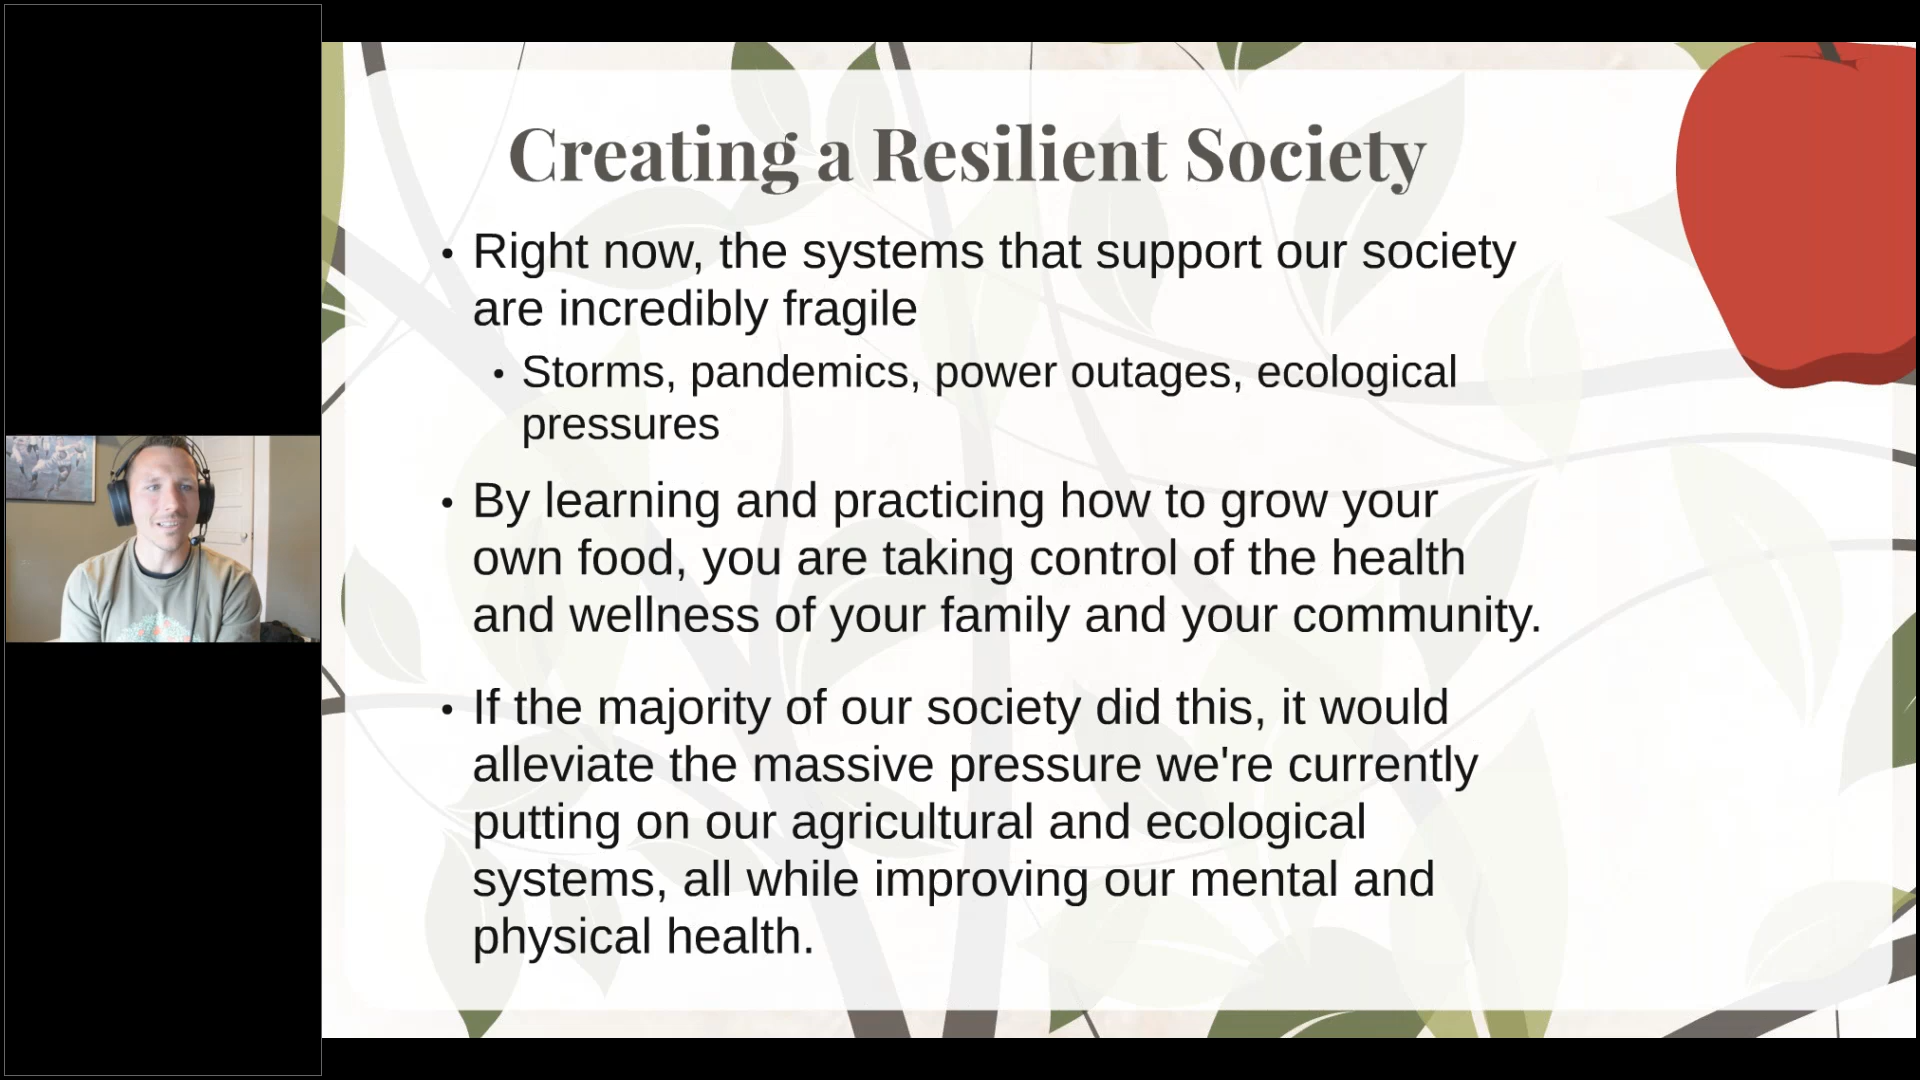 Creating a Resilient Society
• Right now, the systems that support our society
are incredibly fragile
• Storms, pandemics, power outages, ecological
pressures
• By learning and practicing how to grow your
own food, you are taking control of the health
and wellness of your family and your community.
• If the majority of our society did this, it would
alleviate the massive pressure we're currently
putting on our agricultural and ecological
systems, all while improving our mental and
physical health.